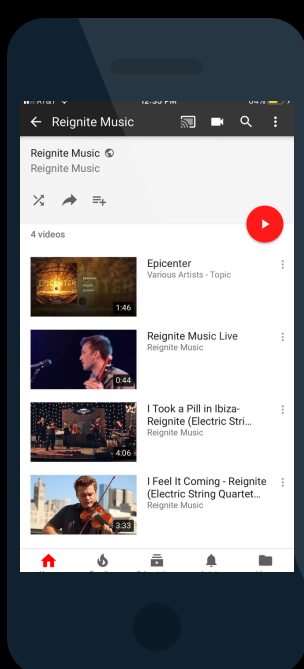 12:35 PM
Reignite Music
Reignite Music
Reignite Music
4 videos
EPICENTER
1:46
Epicenter
Various Artists - Topic
0:44
Reignite Music Live
Reignite Music
4:06
I Took a Pill in Ibiza-
Reignite (Electric Stri...
Reignite Music
3:33
I Feel It Coming - Reignite
(Electric String Quartet...
Reignite Music